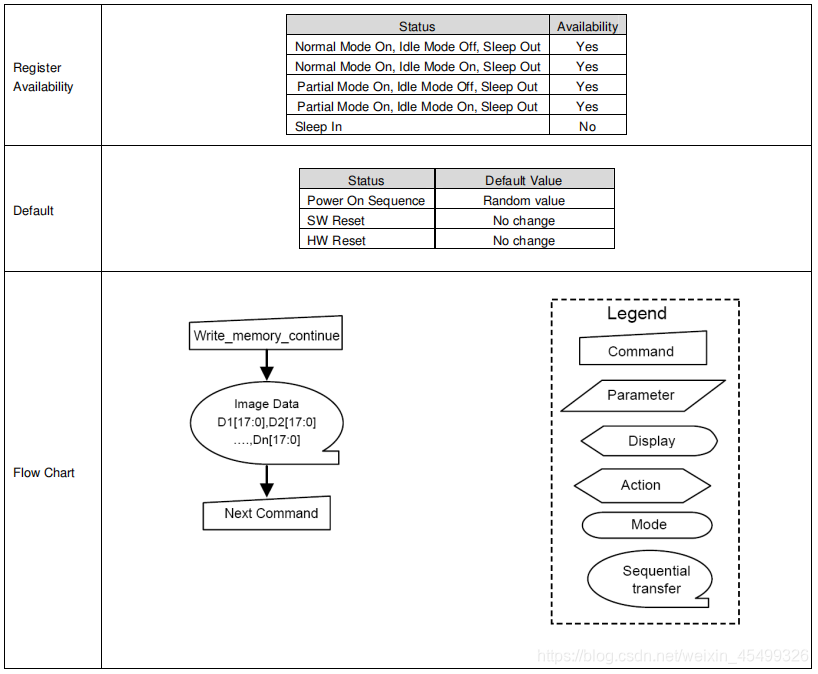 Register
Availability
Status Availability
Normal Mode On, Idle Mode Off, Sleep Out Yes
Normal Mode On, Idle Mode On, Sleep Out Yes
Partial Mode On, Idle Mode Off, Sleep Out Yes
Partial Mode On, Idle Mode On, Sleep Out Yes
Sleep In No
Default
Status Default Value
Power On Sequence Random value
SW Reset No change
HW Reset No change
Flow Chart
Write_memory_continue
Image Data
D1[17:0],D2[17:0]
....,Dn[17:0]
Next Command
Legend
Command
Parameter
Display
Action
Mode
Sequential
transfer
https://blog.csdn.net/weixin_45499326